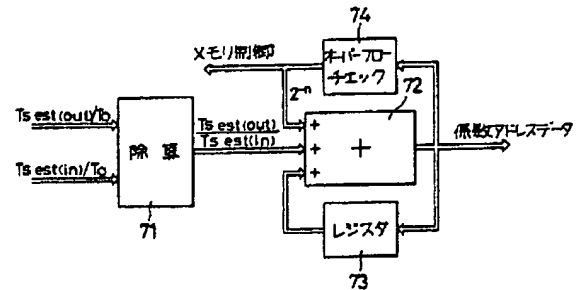 74
メモリ制御
オーバーフロー
チェック
72
2⁻ⁿ
Ts est(out)/To
Ts est(in)/To
除算
71
Ts est(out)
Ts est(in)
+
+
+
+
係数アドレスデータ
レジスタ
73